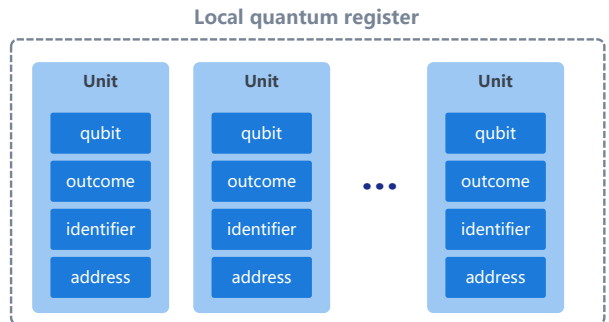 Local quantum register
Unit
qubit
outcome
identifier
address
Unit
qubit
outcome
identifier
address
...
Unit
qubit
outcome
identifier
address